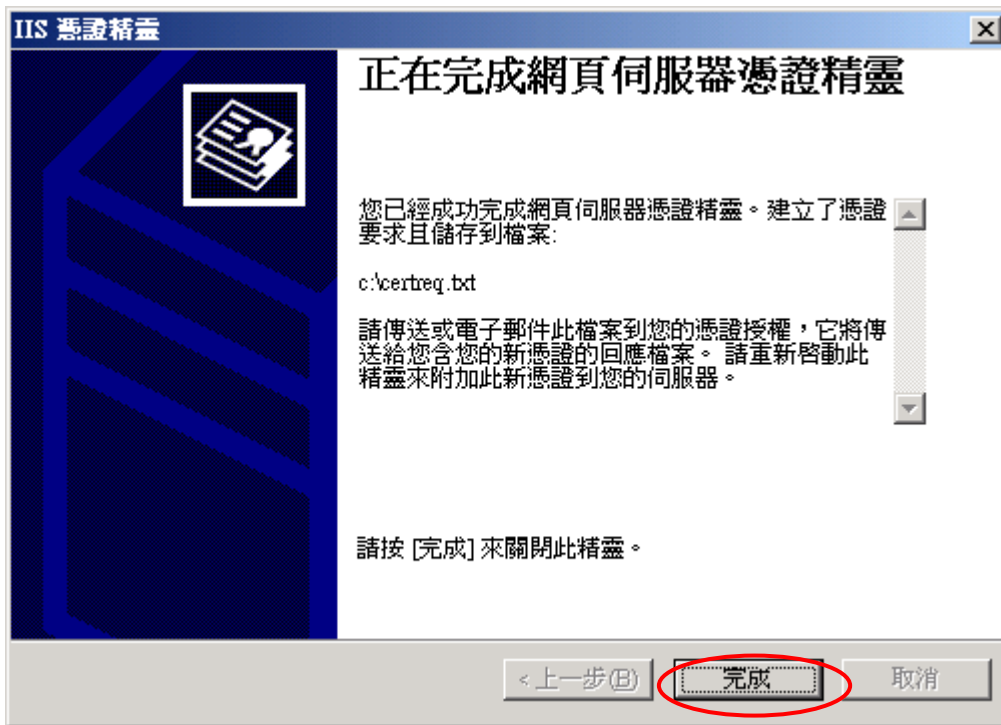 IIS 憑證精靈
正在完成網頁伺服器憑證精靈
您已經成功完成網頁伺服器憑證精靈。建立了憑證
要求且儲存到檔案:
c:\certreq.txt
請傳送或電子郵件此檔案到您的憑證授權，它將傳
送給您含您的新憑證的回應檔案。 請重新啓動此
精靈來附加此新憑證到您的伺服器。
請按 [完成] 來關閉此精靈。
< 上一步(B)
完成
取消